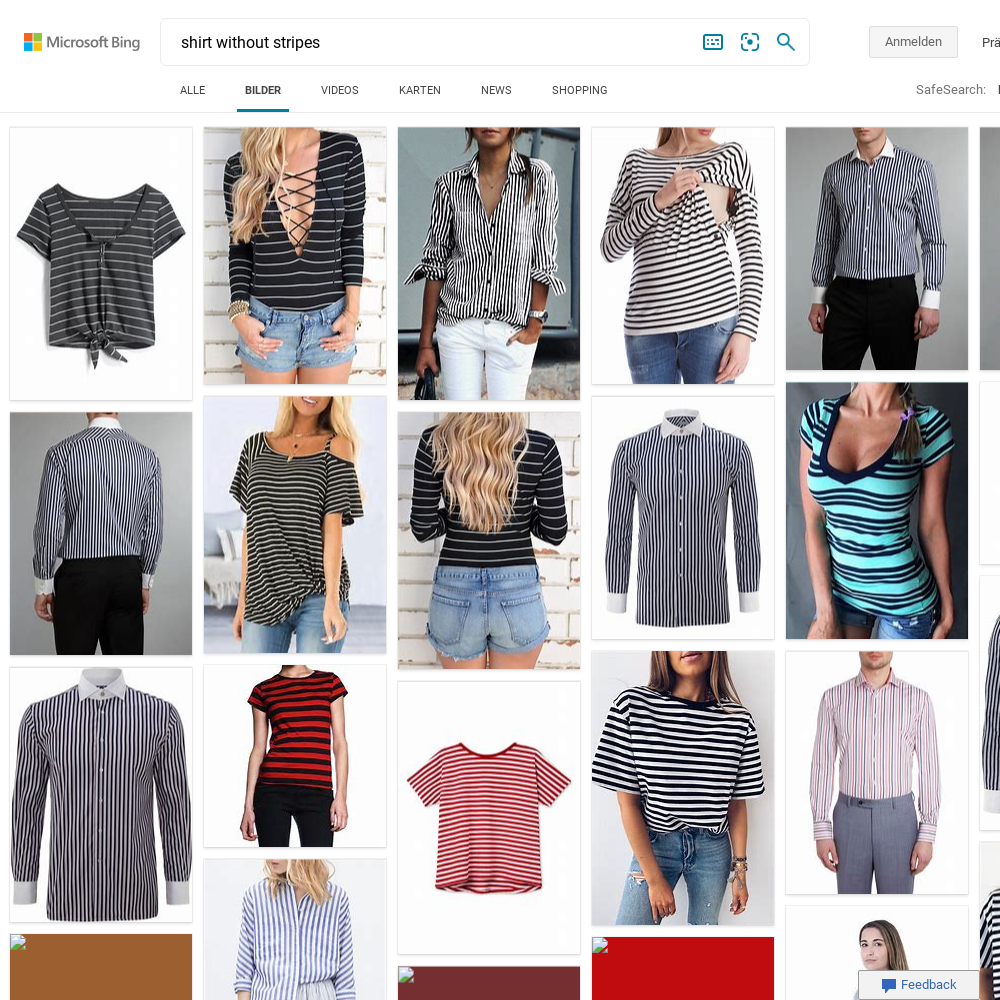 Microsoft Bing
shirt without stripes
Anmelden
Prä
ALLE
BILDER
VIDEOS
KARTEN
NEWS
SHOPPING
SafeSearch:
Feedback